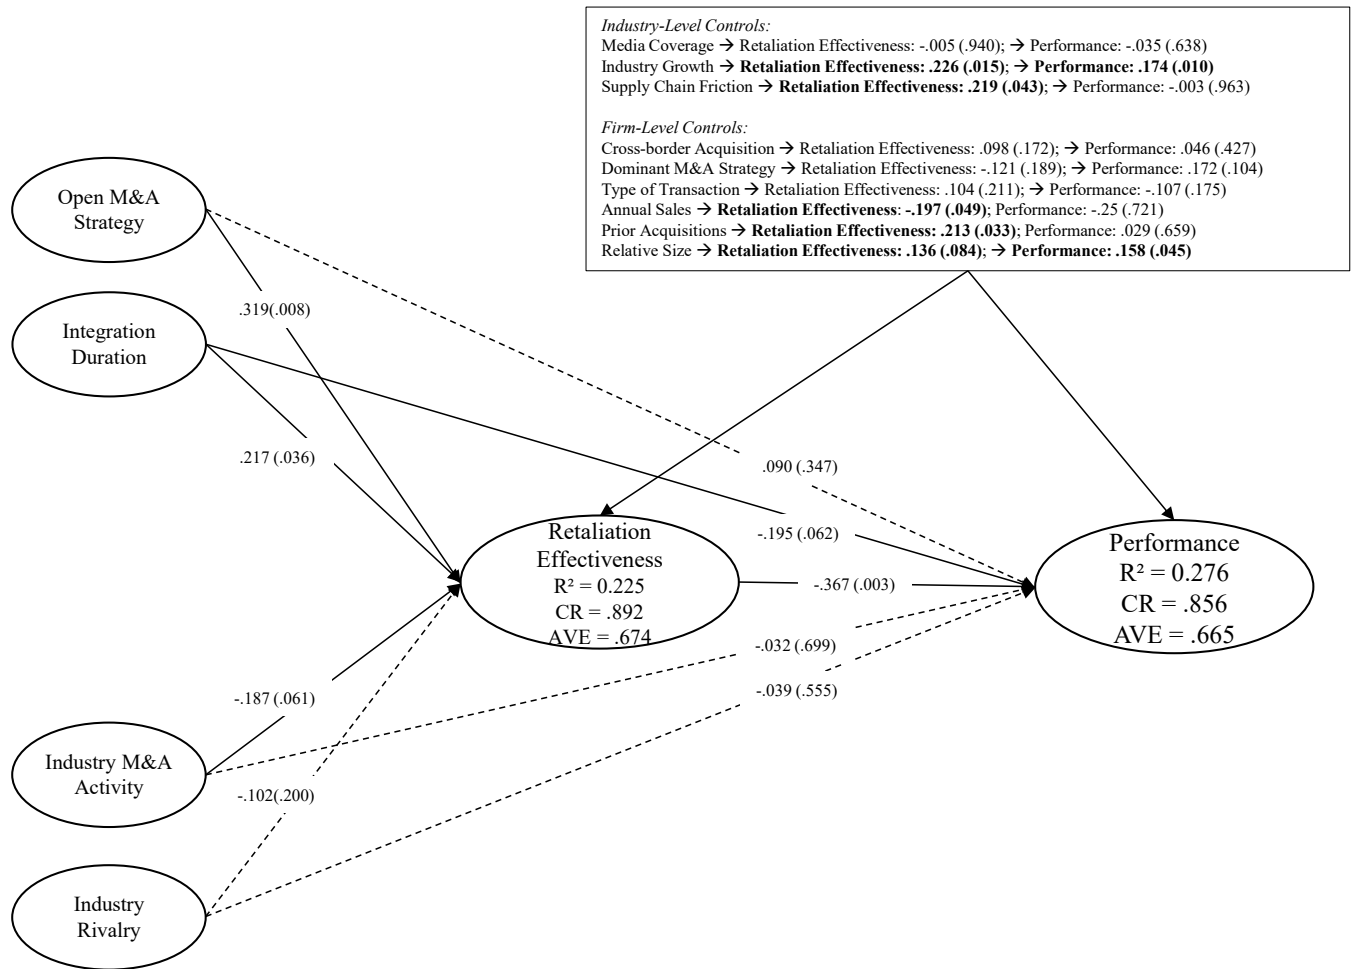 Industry-Level Controls:
Media Coverage → Retaliation Effectiveness: -.005 (.940); → Performance: -.035 (.638)
Industry Growth → Retaliation Effectiveness: .226 (.015); → Performance: .174 (.010)
Supply Chain Friction → Retaliation Effectiveness: .219 (.043); → Performance: -.003 (.963)
Firm-Level Controls:
Cross-border Acquisition → Retaliation Effectiveness: .098 (.172); → Performance: .046 (.427)
Dominant M&A Strategy → Retaliation Effectiveness: -.121 (.189); → Performance: .172 (.104)
Type of Transaction → Retaliation Effectiveness: .104 (.211); → Performance: -.107 (.175)
Annual Sales → Retaliation Effectiveness: -.197 (.049); Performance: -.25 (.721)
Prior Acquisitions → Retaliation Effectiveness: .213 (.033); Performance: .029 (.659)
Relative Size → Retaliation Effectiveness: .136 (.084); → Performance: .158 (.045)
Open M&A
Strategy
.319(.008)
Integration
Duration
.217 (.036)
.090 (.347)
-.195 (.062)
Retaliation
Effectiveness
R² = 0.225
CR = .892
AVE = .674
-.367 (.003)
Performance
R² = 0.276
CR = .856
AVE = .665
-.032 (.699)
-.039 (.555)
-.187 (.061)
Industry M&A
Activity
-.102(.200)
Industry
Rivalry